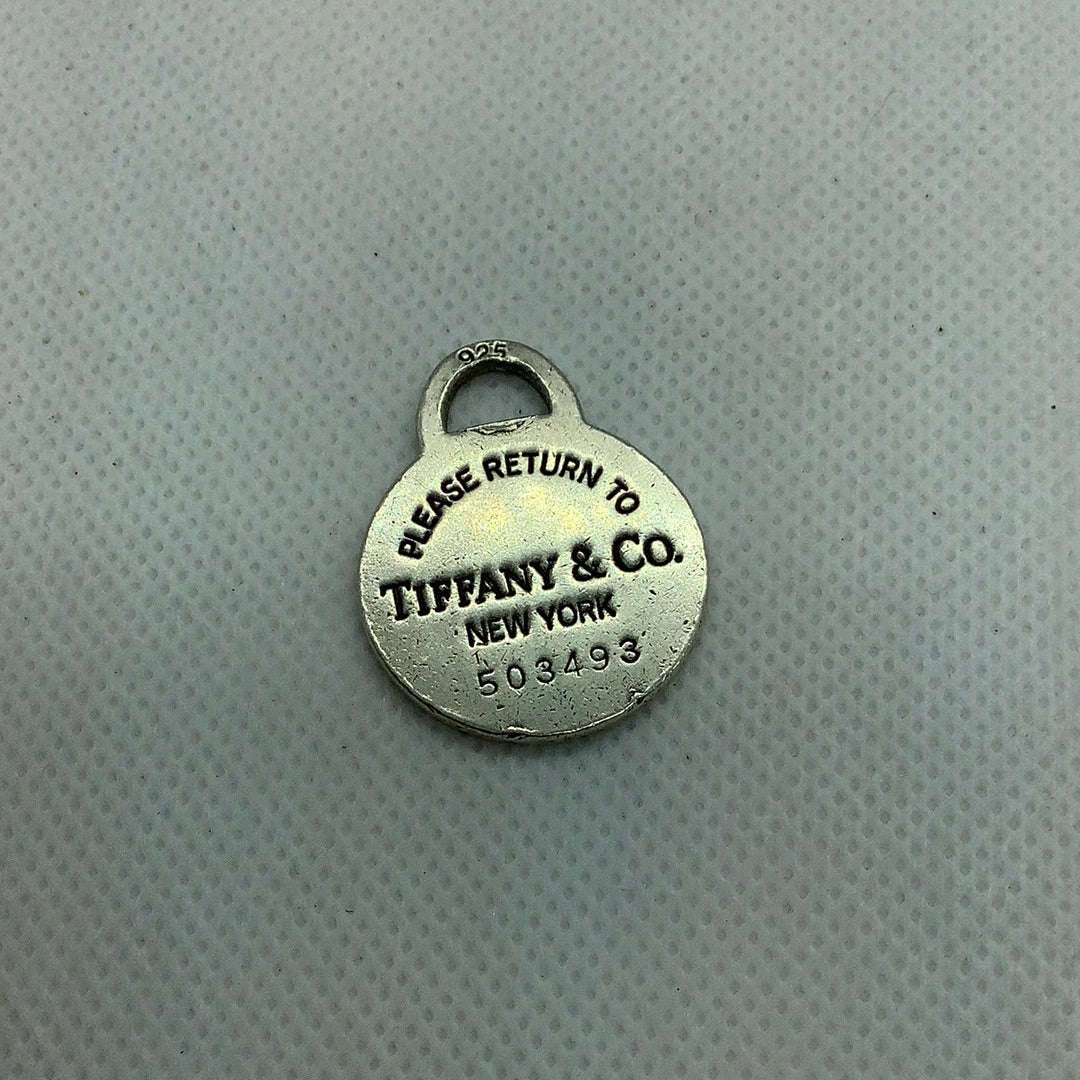 925
PLEASE RETURN TO
TIFFANY & CO.
NEW YORK
503493